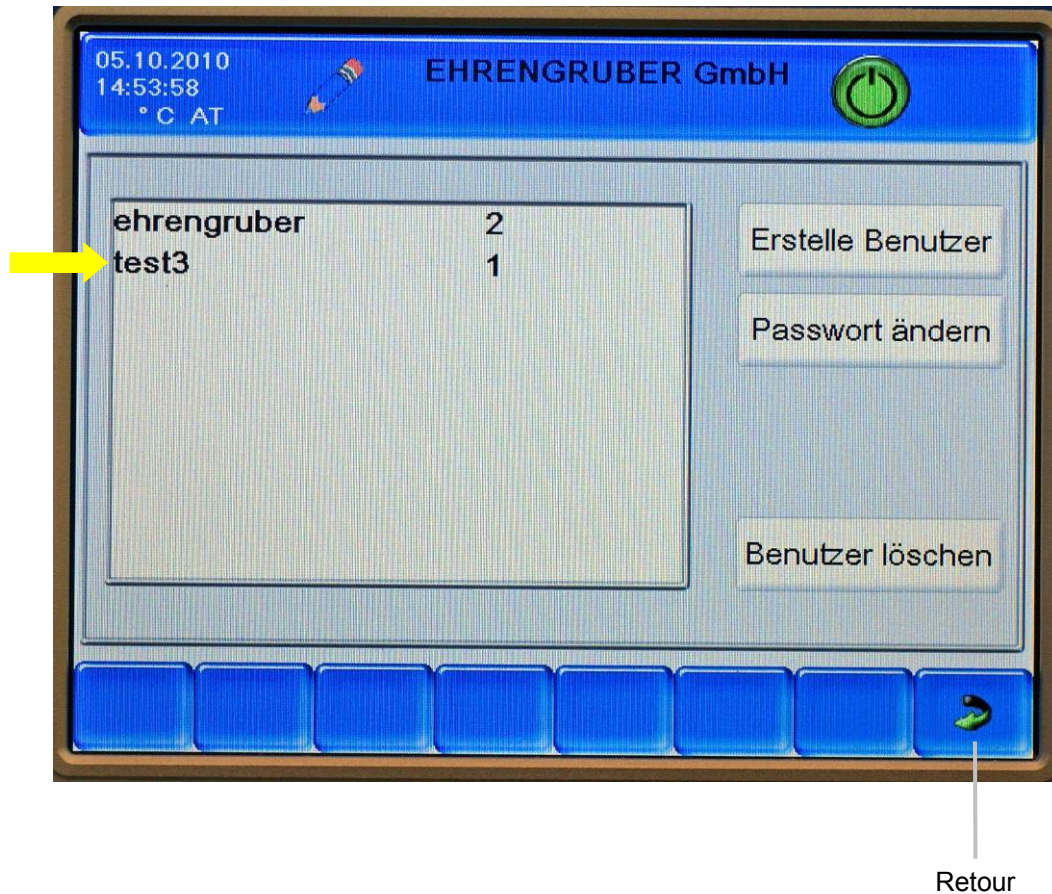 05.10.2010
14:53:58
° C AT
EHRENGRUBER GmbH
ehrengruber 2
test3 1
Erstelle Benutzer
Passwort ändern
Benutzer löschen
Retour